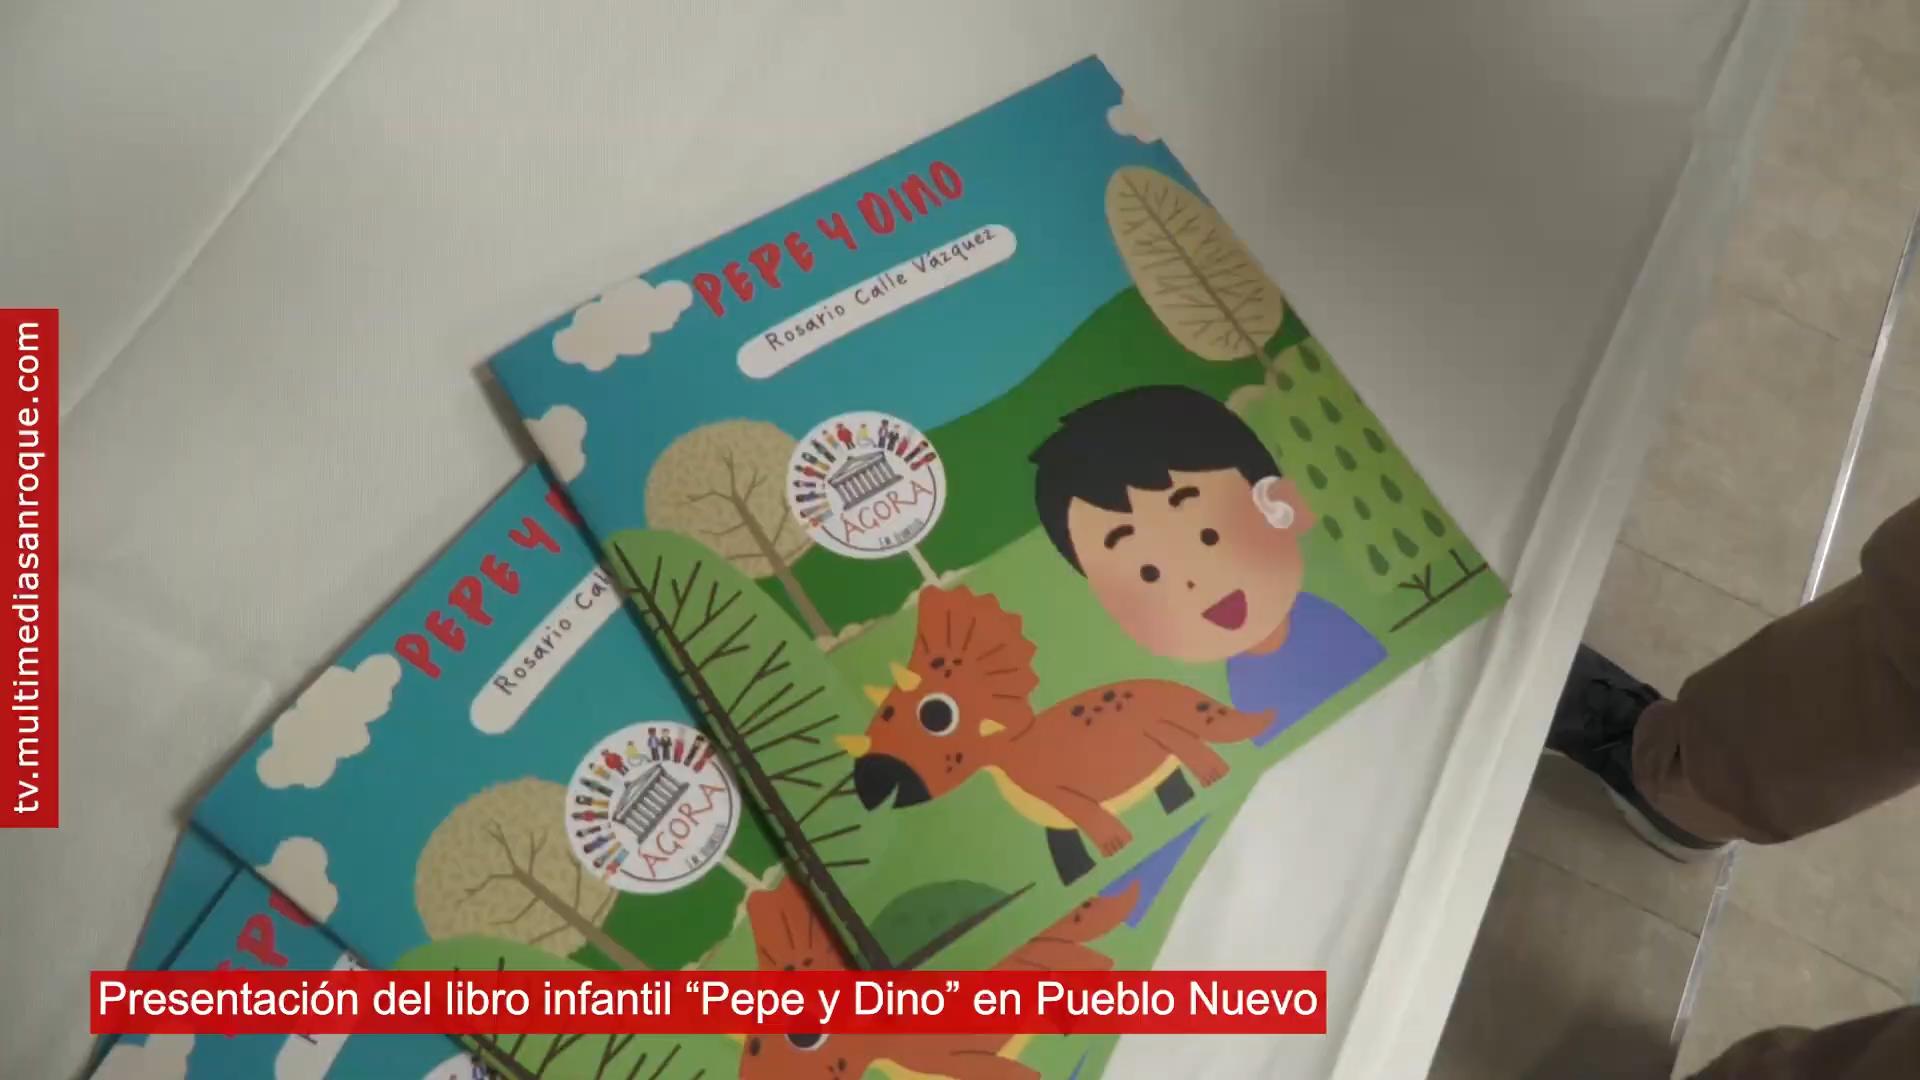 PEPE Y DINO
Rosario Calle Vázquez
ÁGORA
PEPE Y
Rosario
ÁGORA
tv.multimediasanroque.com
Presentación del libro infantil “Pepe y Dino” en Pueblo Nuevo